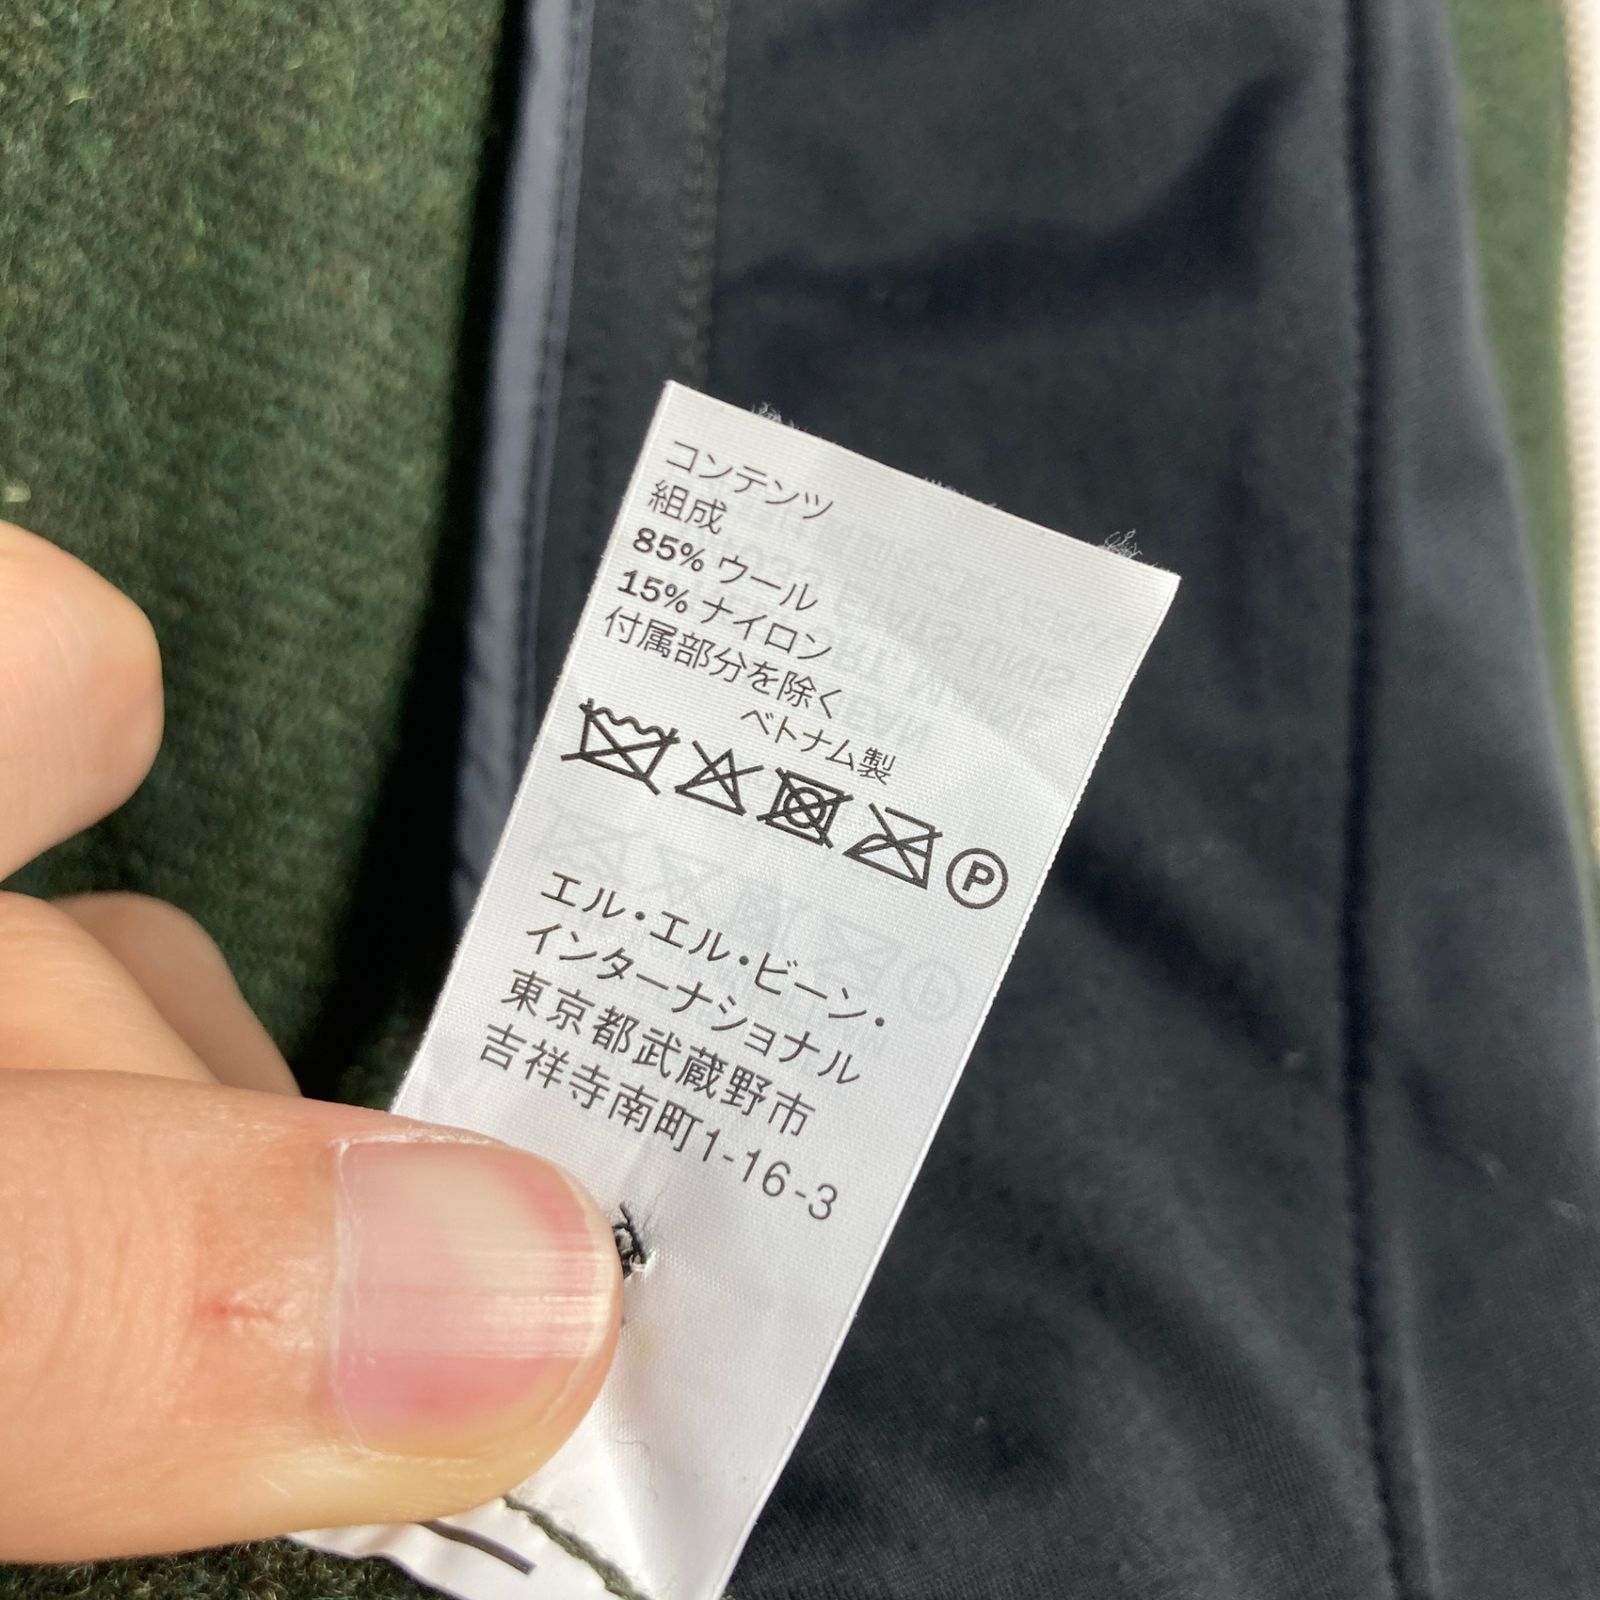 コンテンツ
組成
85% ウール
15% ナイロン
付属部分を除く
ベトナム製
P
エル・エル・ビーン・
インターナショナル
東京都武蔵野市
吉祥寺南町1-16-3